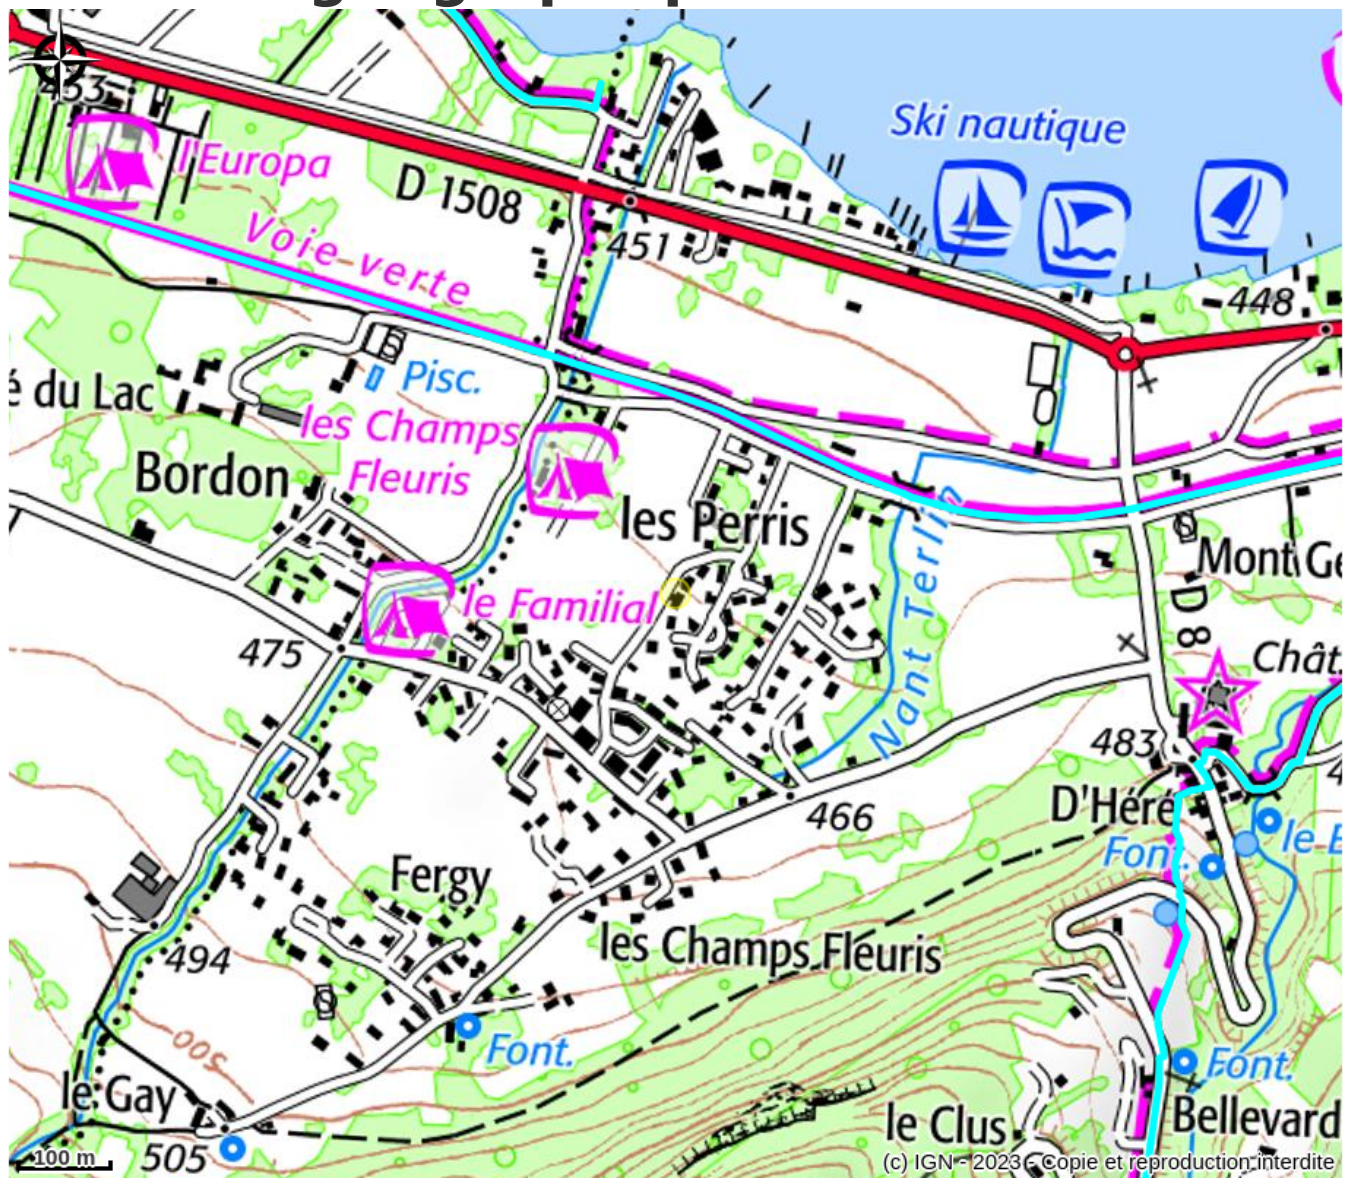 Ski nautique
453
l'Europa
D 1508
Voie verte
451
448
Pisc.
é du Lac
les Champs
Fleuris
Bordon
les Perris
Nant Terlin
Mont Ge
D 8
le Familial
475
Chât.
483
466
D'Héré
Font.
le B
Fergy
les Champs Fleuris
494
500
Font.
Font.
le Gay
le Clus
Bellevard
505
100 m
(c) IGN - 2023 - Copie et reproduction interdite